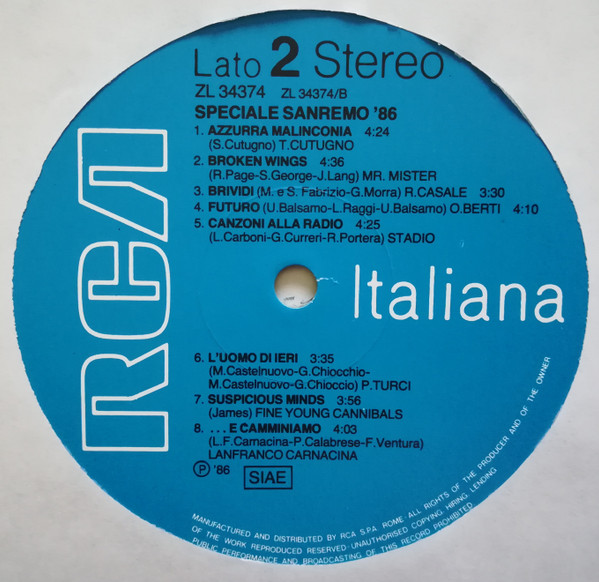 Lato 2 Stereo
ZL 34374 ZL 34374/B
SPECIALE SANREMO '86
1. AZZURRA MALINCONIA 4:24
(S.Cutugno) T.CUTUGNO
2. BROKEN WINGS 4:36
(R.Page-S.George-J.Lang) MR. MISTER
3. BRIVIDI (M. e S. Fabrizio-G.Morra) R.CASALE 3:30
4. FUTURO (U.Balsamo-L.Raggi-U.Balsamo) O.BERTI 4:10
5. CANZONI ALLA RADIO 4:25
(L.Carboni-G.Curreri-R.Portera) STADIO
RCA
Italiana
6. L'UOMO DI IERI 3:35
(M.Castelnuovo-G.Chiocchio-
M.Castelnuovo-G.Chioccio) P.TURCI
7. SUSPICIOUS MINDS 3:56
(James) FINE YOUNG CANNIBALS
8. ...E CAMMINIAMO 4:03
(L.F.Carnacina-P.Calabrese-F.Ventura)
LANFRANCO CARNACINA
Ⓟ '86 SIAE
MANUFACTURED AND DISTRIBUTED BY RCA S.P.A. ROME. ALL RIGHTS OF THE PRODUCER AND OF THE OWNER
OF THE WORK REPRODUCED RESERVED-UNAUTHORISED COPYING, HIRING, LENDING
PUBLIC PERFORMANCE AND BROADCASTING OF THIS RECORD PROHIBITED